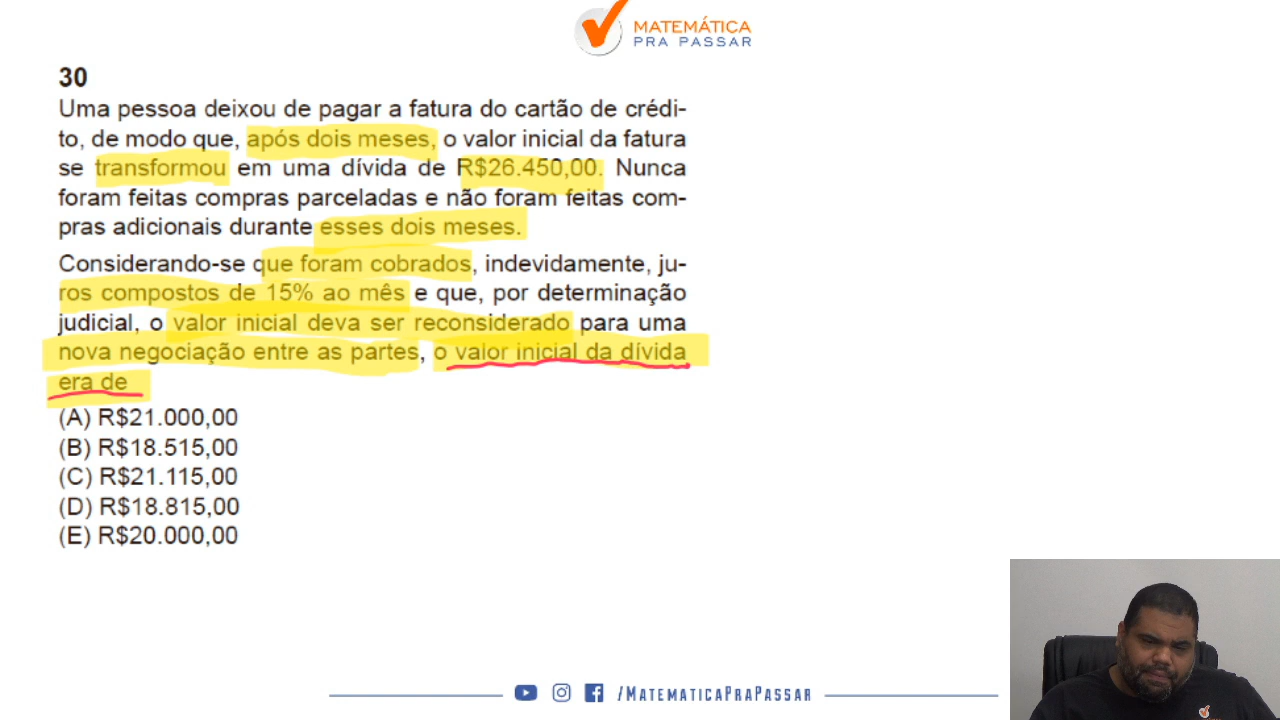 MATEMÁTICA
PRA PASSAR
30
Uma pessoa deixou de pagar a fatura do cartão de crédi-
to, de modo que, após dois meses, o valor inicial da fatura
se transformou em uma dívida de R$26.450,00. Nunca
foram feitas compras parceladas e não foram feitas com-
pras adicionais durante esses dois meses.
Considerando-se que foram cobrados, indevidamente, ju-
ros compostos de 15% ao mês e que, por determinação
judicial, o valor inicial deva ser reconsiderado para uma
nova negociação entre as partes, o valor inicial da dívida
era de
(A) R$21.000,00
(B) R$18.515,00
(C) R$21.115,00
(D) R$18.815,00
(E) R$20.000,00
/MATEMATICAPRAPASSAR